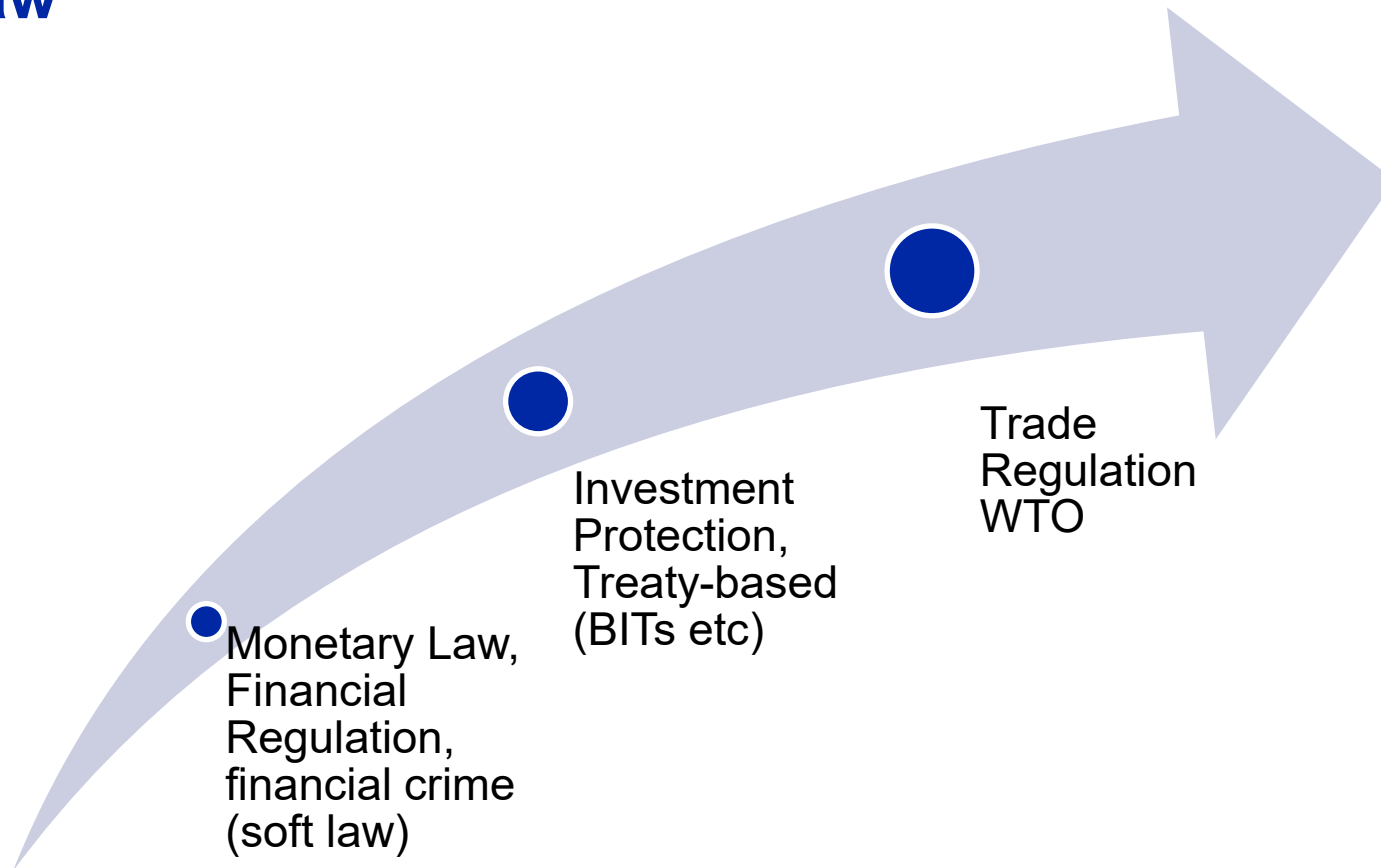 Monetary Law,
Financial
Regulation,
financial crime
(soft law)
Investment
Protection,
Treaty-based
(BITs etc)
Trade
Regulation
WTO